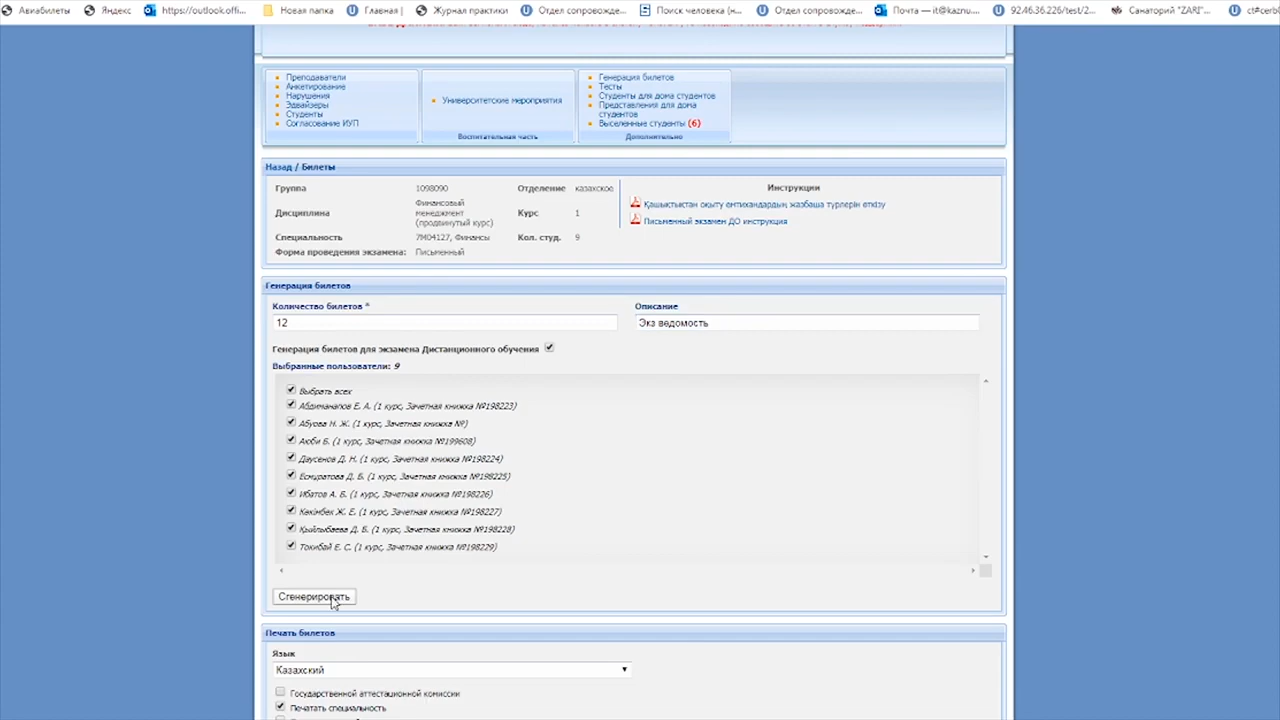 Авиабилеты Яндекс https://outlook.offi... Новая папка Главная | Журнал практики Отдел сопровожде... Поиск человека (н... Отдел сопровожде... Почта — it@kaznu.... 92.46.36.226/test/2... Санаторий "ZARI"... ct#cerb
Преподаватели
Анкетирование
Нарушения
Эдвайзеры
Студенты
Согласование ИУП
Университетские мероприятия
Воспитательная часть
Генерация билетов
Тесты
Студенты для дома студентов
Представления для дома
студентов
Выселенные студенты (6)
Дополнительно
Назад / Билеты
Группа 1098090 Отделение казахское
Дисциплина Финансовый менеджмент (продвинутый курс) Курс 1
Специальность 7M04127, Финансы Кол. студ. 9
Форма проведения экзамена: Письменный
Инструкции
Қашықтықтан оқыту емтихандардың жазбаша түрлерін өткізу
Письменный экзамен ДО инструкция
Генерация билетов
Количество билетов * Описание
12 Экз ведомость
Генерация билетов для экзамена Дистанционного обучения
Выбранные пользователи: 9
Выбрать всех
Абдиманапов Е. А. (1 курс, Зачетная книжка №198223)
Абуова Н. Ж. (1 курс, Зачетная книжка №)
Аюби Б. (1 курс, Зачетная книжка №199608)
Даусенов Д. Н. (1 курс, Зачетная книжка №198224)
Есмуратова Д. Б. (1 курс, Зачетная книжка №198225)
Ибатов А. Б. (1 курс, Зачетная книжка №198226)
Көкімбек Ж. Е. (1 курс, Зачетная книжка №198227)
Қыйлыбаева Д. Б. (1 курс, Зачетная книжка №198228)
Токибай Е. С. (1 курс, Зачетная книжка №198229)
Сгенерировать
Печать билетов
Язык
Казахский
Государственной аттестационной комиссии
Печатать специальность